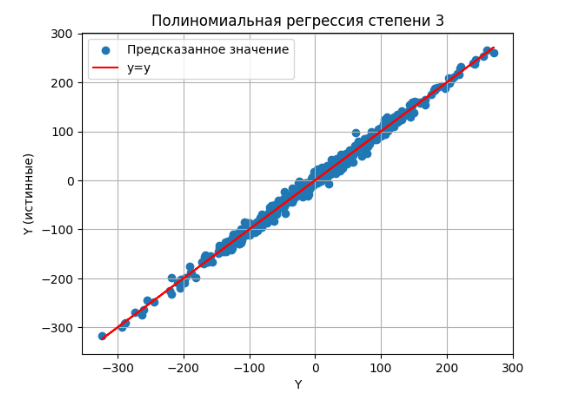 Полиномиальная регрессия степени 3
Предсказанное значение
y=y
300
200
100
0
−100
−200
−300
Y (истинные)
−300
−200
−100
0
100
200
300
Y